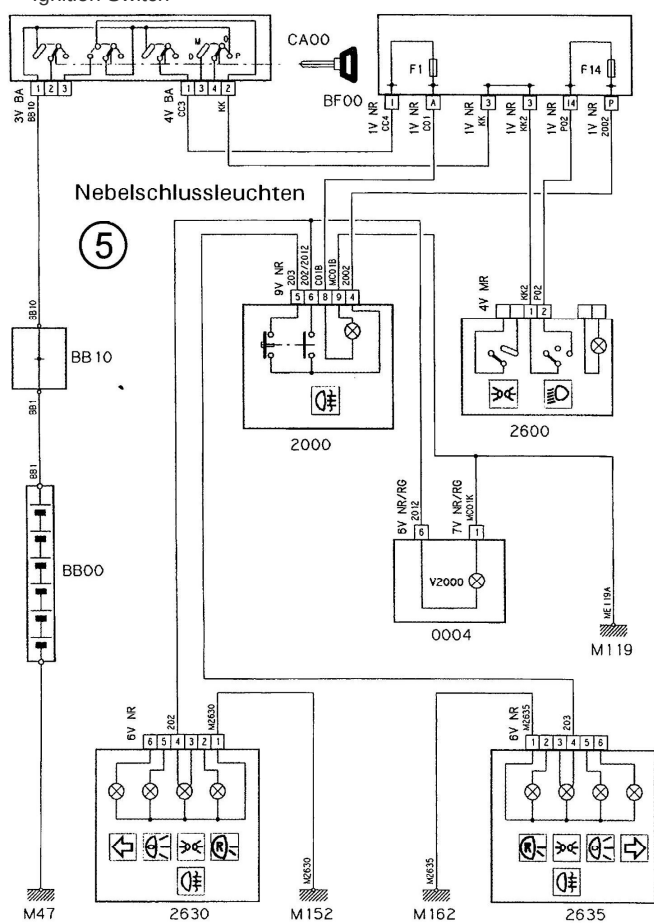 Ignition Switch
M
D
D
P
CA00
BF00
F1
F14
3V BA
BB10
1 2 3
4V BA
CC3
1 3 4 2
KK
1V NR
CC4
1
1V NR
C01
A
1V NR
KK
3
1V NR
KK2
3
1V NR
P02
14
1V NR
2002
P
Nebelschlussleuchten
5
9V NR
203
202/2012
C01B
MC01B
2002
5 6 8 9 4
2000
4V MR
KK2
P02
1 2
2600
BB10
BB 10
BB1
BB1
BB00
6V NR/RG
2012
6
7V NR/RG
MC01K
1
V2000
0004
ME119A
M119
6V NR
202
M2630
6 5 4 3 2 1
R
2630
M2630
M152
M2635
M162
6V NR
M2635
203
1 2 3 4 5 6
R
2635
M47